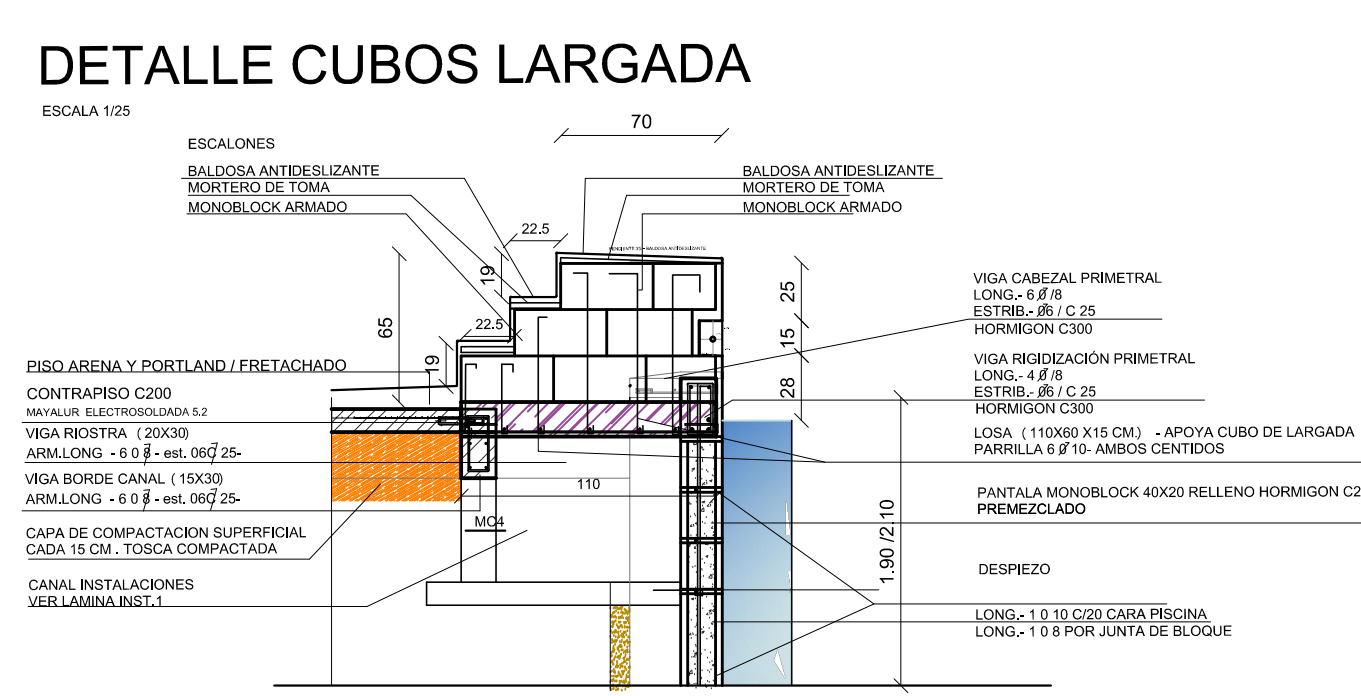 DETALLE CUBOS LARGADA
ESCALA 1/25
70
ESCALONES
BALDOSA ANTIDESLIZANTE
MORTERO DE TOMA
MONOBLOCK ARMADO
BALDOSA ANTIDESLIZANTE
MORTERO DE TOMA
MONOBLOCK ARMADO
22.5
19
65
22.5
19
25
15
28
PISO ARENA Y PORTLAND / FRETACHADO
CONTRAPISO C200
MAYALUR ELECTROSOLDADA 5.2
VIGA RIOSTRA ( 20X30)
ARM.LONG - 6 0 8 - est. 06 25-
VIGA BORDE CANAL ( 15X30)
ARM.LONG - 6 0 8 - est. 06 25-
CAPA DE COMPACTACION SUPERFICIAL
CADA 15 CM . TOSCA COMPACTADA
CANAL INSTALACIONES
VER LAMINA INST.1
110
MC4
1.90 /2.10
VIGA CABEZAL PRIMETRAL
LONG.- 6 Ø /8
ESTRIB.- Ø6 / C 25
HORMIGON C300
VIGA RIGIDIZACIÓN PRIMETRAL
LONG.- 4 Ø /8
ESTRIB.- Ø6 / C 25
HORMIGON C300
LOSA ( 110X60 X15 CM.) - APOYA CUBO DE LARGADA
PARRILLA 6 Ø 10- AMBOS CENTIDOS
PANTALA MONOBLOCK 40X20 RELLENO HORMIGON C2
PREMEZCLADO
DESPIEZO
LONG.- 1 0 10 C/20 CARA PISCINA
LONG.- 1 0 8 POR JUNTA DE BLOQUE